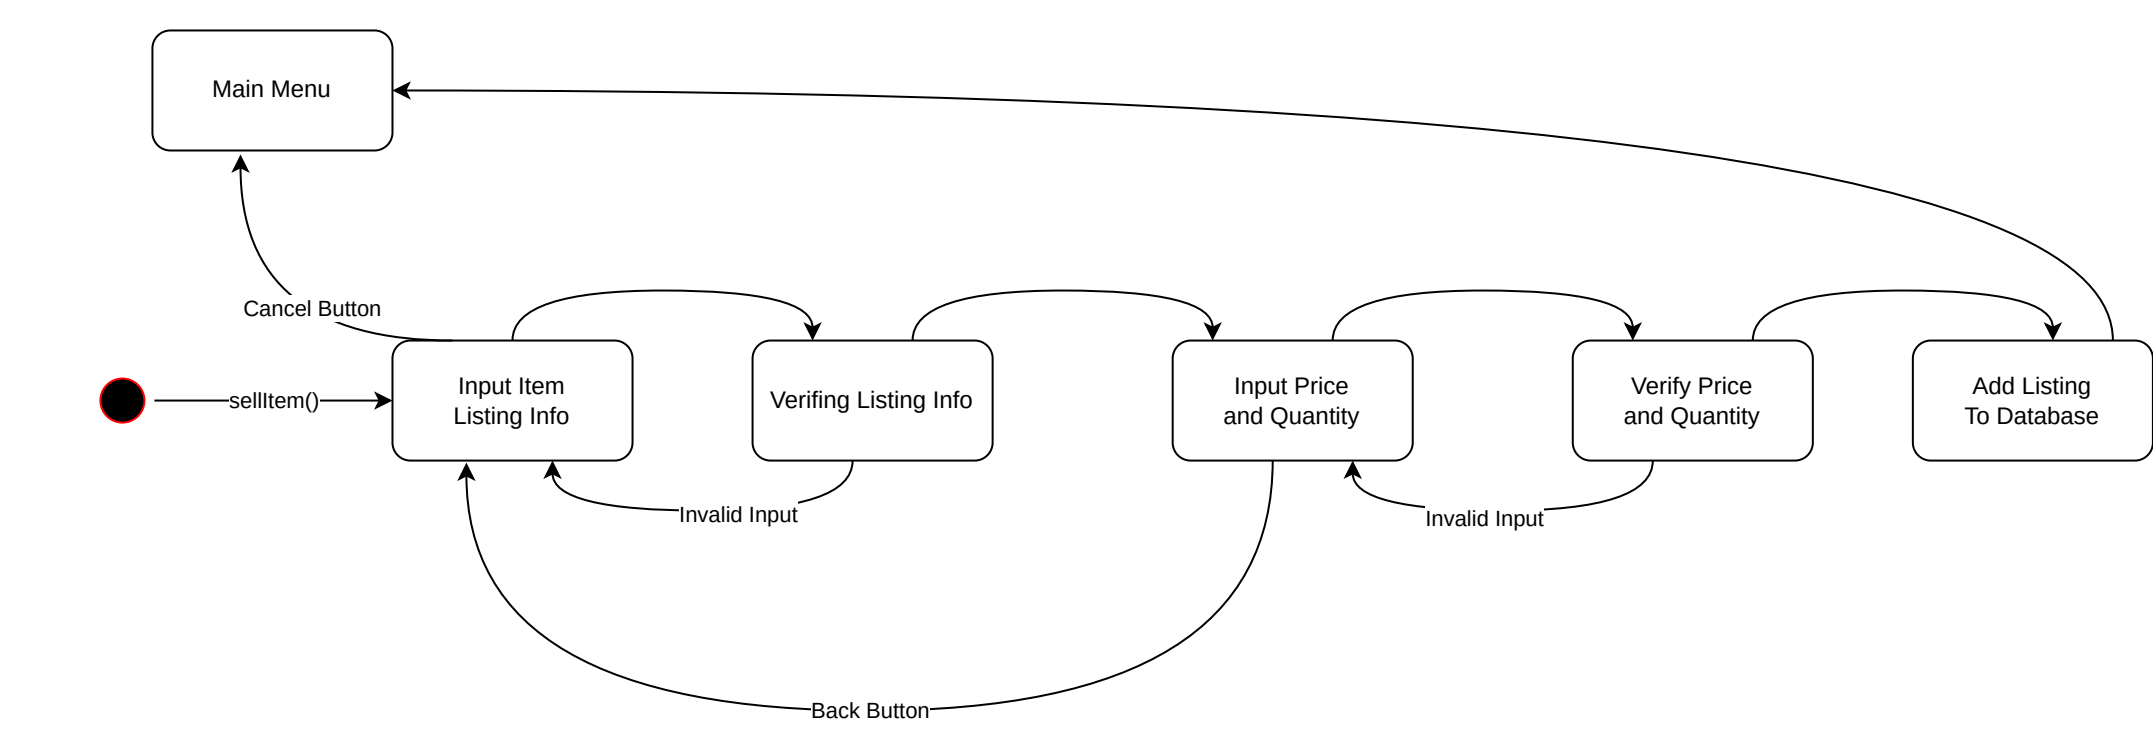 Main Menu
Cancel Button
sellItem()
Input Item
Listing Info
Verifing Listing Info
Input Price
and Quantity
Verify Price
and Quantity
Add Listing
To Database
Invalid Input
Invalid Input
Back Button